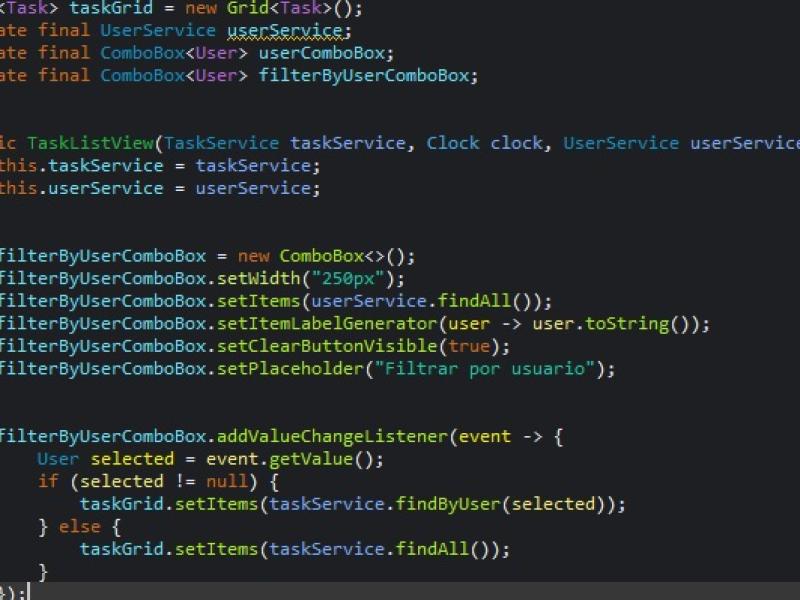 <Task> taskGrid = new Grid<Task>();
ate final UserService userService;
ate final ComboBox<User> userComboBox;
ate final ComboBox<User> filterByUserComboBox;
ic TaskListView(TaskService taskService, Clock clock, UserService userService
this.taskService = taskService;
this.userService = userService;
filterByUserComboBox = new ComboBox<>();
filterByUserComboBox.setWidth("250px");
filterByUserComboBox.setItems(userService.findAll());
filterByUserComboBox.setItemLabelGenerator(user -> user.toString());
filterByUserComboBox.setClearButtonVisible(true);
filterByUserComboBox.setPlaceholder("Filtrar por usuario");
filterByUserComboBox.addValueChangeListener(event -> {
User selected = event.getValue();
if (selected != null) {
taskGrid.setItems(taskService.findByUser(selected));
} else {
taskGrid.setItems(taskService.findAll());
}
});